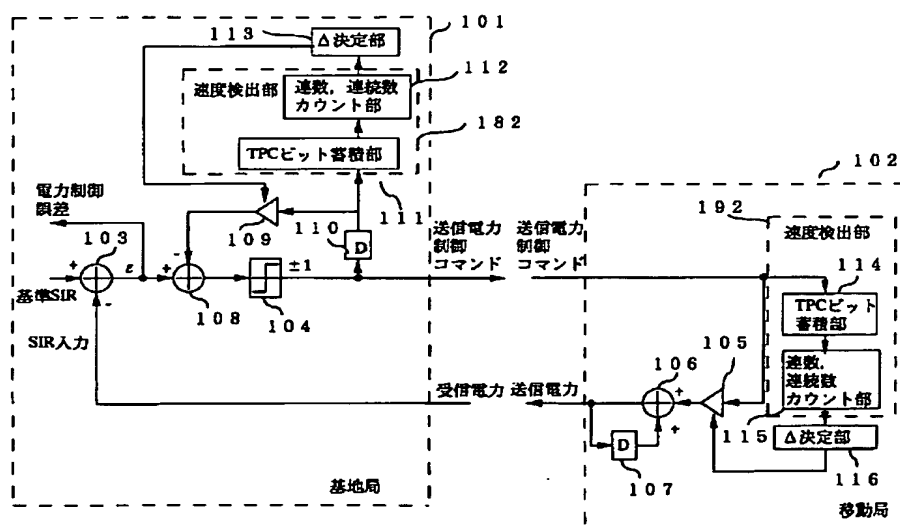 113
Δ決定部
101
速度検出部
連数,連続数
カウント部
112
182
TPCビット蓄積部
111
電力制御
誤差
103
+
ε
-
基準SIR
SIR入力
+
-
108
109
110
D
±1
104
送信電力
制御
コマンド
受信電力
基地局
102
192
送信電力
制御
コマンド
速度検出部
114
TPCビット
蓄積部
連数,
連続数
カウント部
115
Δ決定部
116
105
106
+
+
送信電力
D
107
移動局